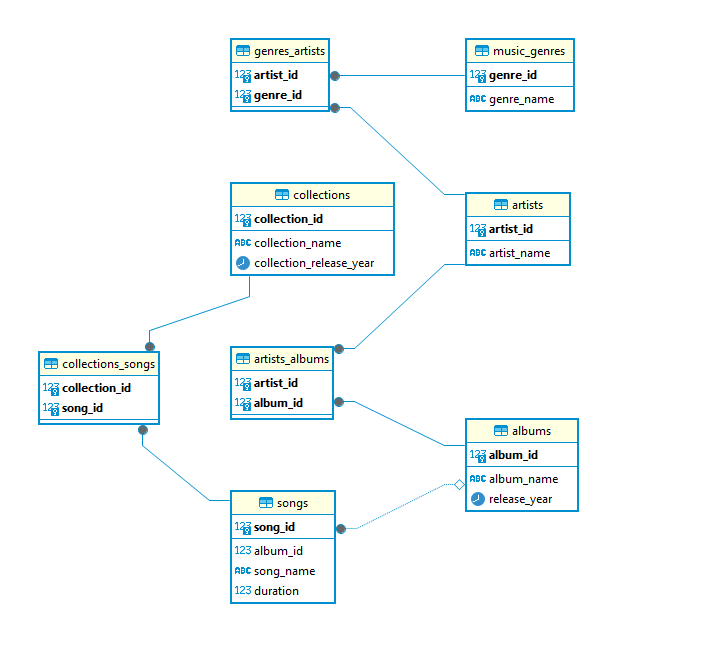 genres_artists
123 artist_id
123 genre_id
music_genres
123 genre_id
ABC genre_name
collections
123 collection_id
ABC collection_name
collection_release_year
artists
123 artist_id
ABC artist_name
collections_songs
123 collection_id
123 song_id
artists_albums
123 artist_id
123 album_id
albums
123 album_id
ABC album_name
release_year
songs
123 song_id
123 album_id
ABC song_name
123 duration